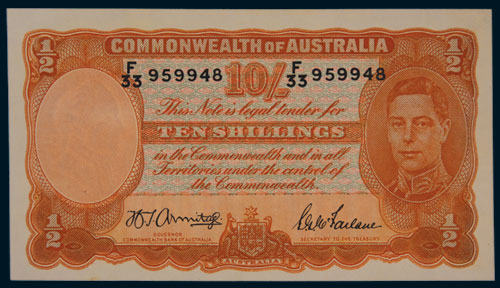 COMMONWEALTH OF AUSTRALIA
1/2 1/2
F/33 959948 F/33 959948
10/-
This Note is legal tender for
TEN SHILLINGS
in the Commonwealth and in all
Territories under the control of
the Commonwealth.
H.T. Armitage C.S. McFarlane
GOVERNOR SECRETARY TO THE TREASURY
COMMONWEALTH BANK OF AUSTRALIA
1/2 1/2
AUSTRALIA